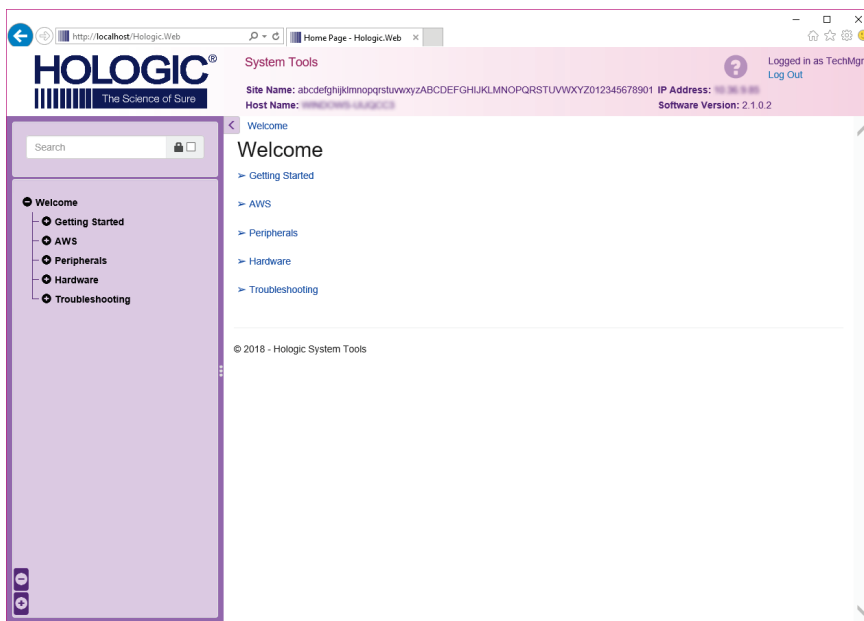 http://localhost/Hologic.Web
Home Page - Hologic.Web
HOLOGIC®
The Science of Sure
System Tools
Logged in as TechMgr
Log Out
Site Name: abcdefghijklmnopqrstuvwxyzABCDEFGHIJKLMNOPQRSTUVWXYZ012345678901 IP Address:
Host Name: Software Version: 2.1.0.2
Search
Welcome
Getting Started
AWS
Peripherals
Hardware
Troubleshooting
Welcome
Welcome
➢ Getting Started
➢ AWS
➢ Peripherals
➢ Hardware
➢ Troubleshooting
© 2018 - Hologic System Tools